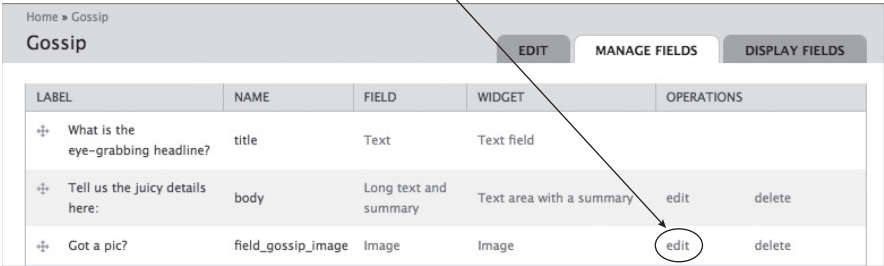 Home » Gossip
Gossip
EDIT MANAGE FIELDS DISPLAY FIELDS
LABEL NAME FIELD WIDGET OPERATIONS
What is the
eye-grabbing headline? title Text Text field
Tell us the juicy details
here: body Long text and
summary Text area with a summary edit delete
Got a pic? field_gossip_image Image Image edit delete